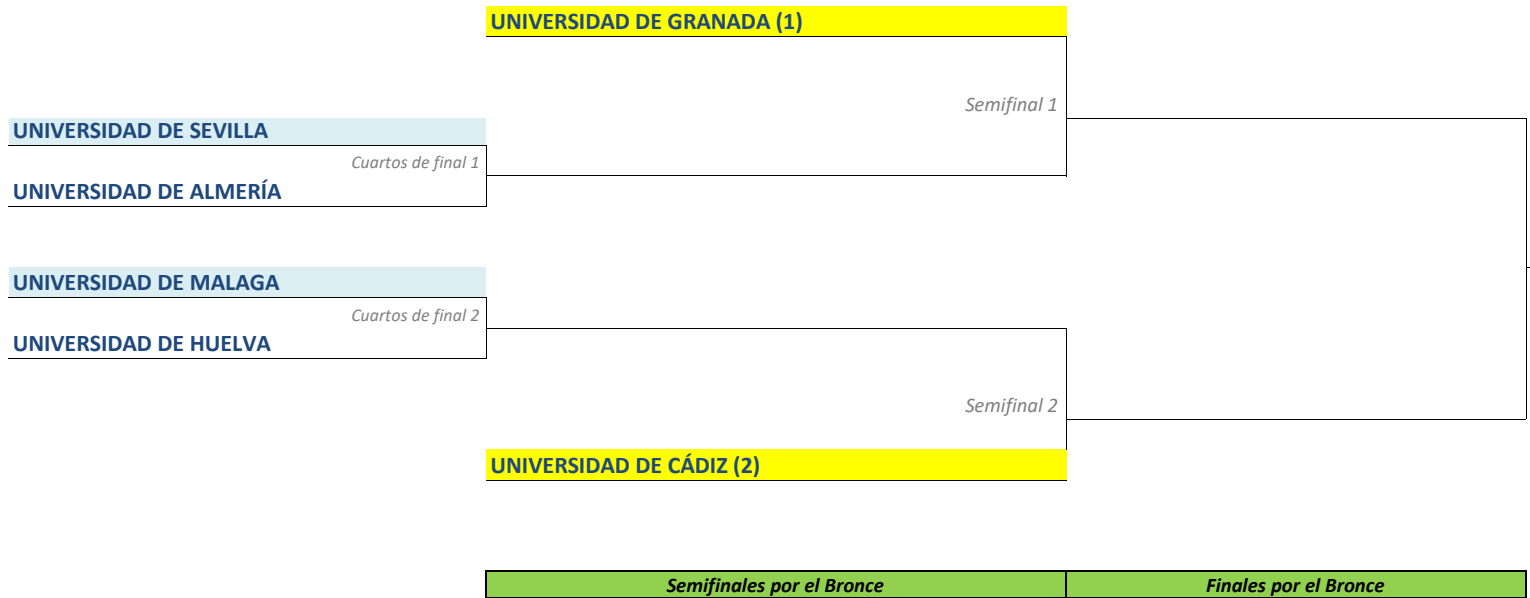 UNIVERSIDAD DE GRANADA (1)
Semifinal 1
UNIVERSIDAD DE SEVILLA
Cuartos de final 1
UNIVERSIDAD DE ALMERÍA
UNIVERSIDAD DE MALAGA
Cuartos de final 2
UNIVERSIDAD DE HUELVA
Semifinal 2
UNIVERSIDAD DE CÁDIZ (2)
Semifinales por el Bronce
Finales por el Bronce